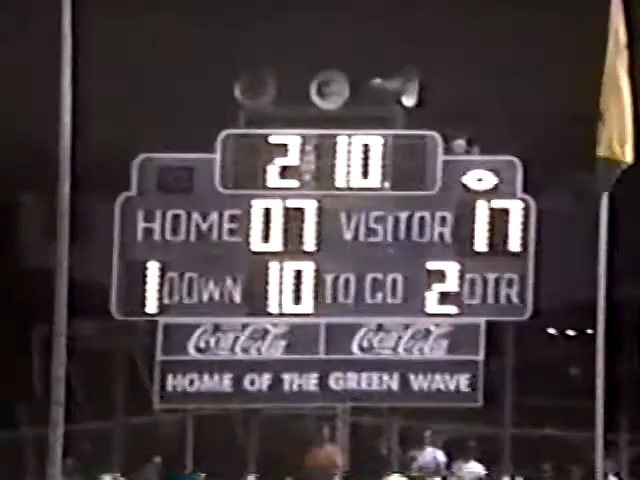 2:10
HOME 07 VISITOR 17
1 DOWN 10 TO GO 2 QTR
Coca-Cola Coca-Cola
HOME OF THE GREEN WAVE